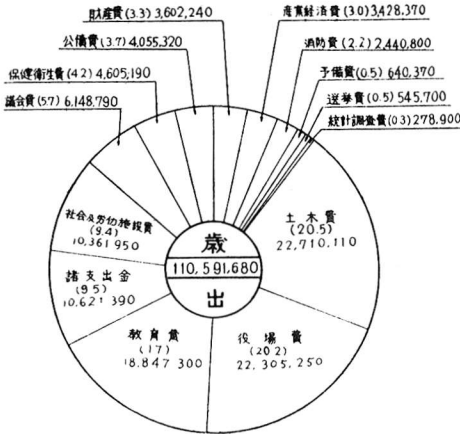 財産費(3.3)3,602,240
産業経済費(3.0)3,428,370
公債費(3.7)4,055,320
消防費(2.2)2,440,800
保健衛生費(4.2)4,605,190
予備費(0.5)640,370
議会費(5.7)6,148,790
選挙費(0.5)545,700
統計調査費(0.3)278,900
土木費
(20.5)
22,710,110
社会及労仂施設費
(9.4)
10,361,950
歳
110,591,680
出
諸支出金
(9.5)
10,621,390
教育費
(17)
18,847,300
役場費
(20.2)
22,305,250